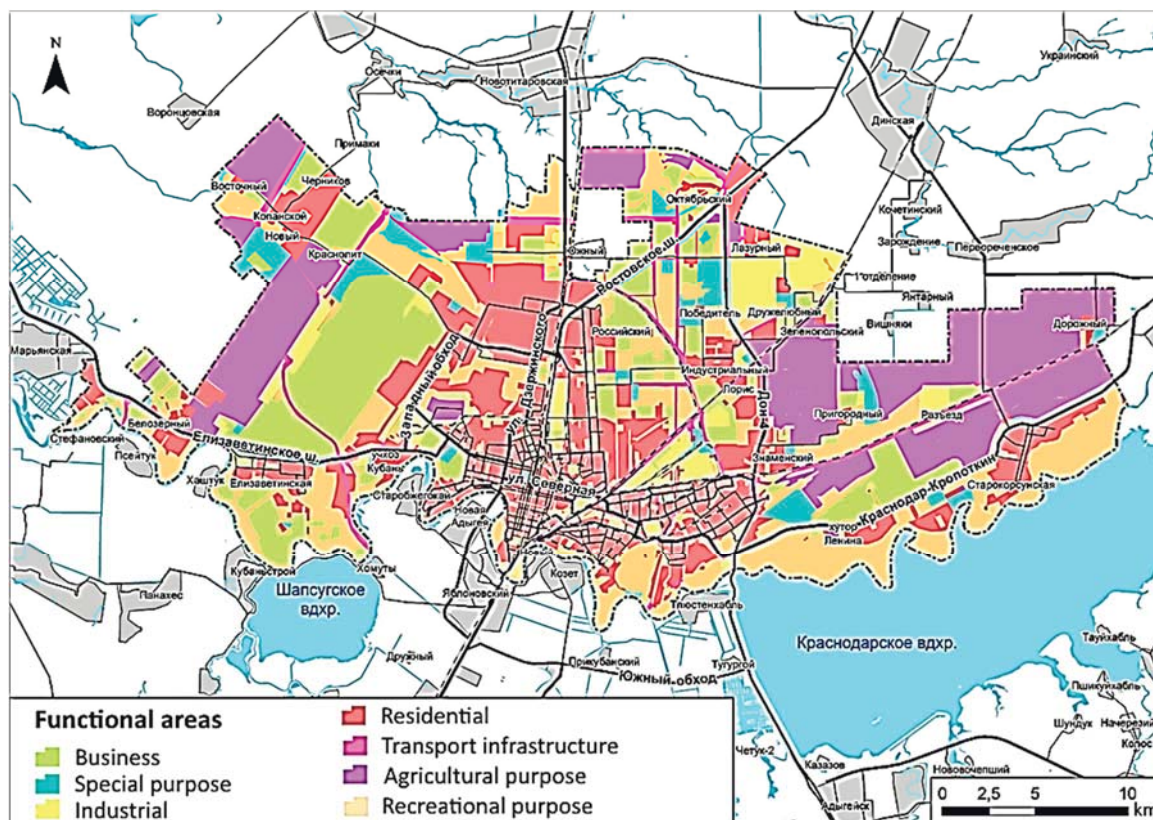 N
Украинский
Осечки
Новотитаровская
Воронцовская
Динская
Примаки
Восточный
Черников
Октябрьский
Копанской
Кочетинский
Новый
Южный
Лазурный
Зарождение
Переореченское
Краснолит
Ростовское ш.
1 отделение
Янтарный
Победитель
Дружелюбный
Вишняки
Дорожный
Российский
Зеленопольский
Марьянская
Западный обход
ул. Дзержинского
Индустриальный
Лорис
Дона
Пригородный
Разъезд
Белозерный
Стефановский
Елизаветинское ш.
Знаменский
Псейтук
учхоз
Кубань
Хаштук
Елизаветинская
ул. Северная
Старобжегокай
Краснодар-Кропоткин
Старокорсунская
Новая
Адыгея
хутор
Ленина
Кубаньстрой
Хомуты
Козет
Яблоновский
Панахес
Шапсугское
вдхр.
Тлюстенхабль
Тауйхабль
Краснодарское вдхр.
Дружный
Прикубанский
Тугургой
Южный обход
Пшикуйхабль
Шундук
Начерезий
Колос
Четук-2
Казазов
Нововочепший
Адыгейск
Functional areas
Business
Special purpose
Industrial
Residential
Transport infrastructure
Agricultural purpose
Recreational purpose
0 2,5 5 10
km